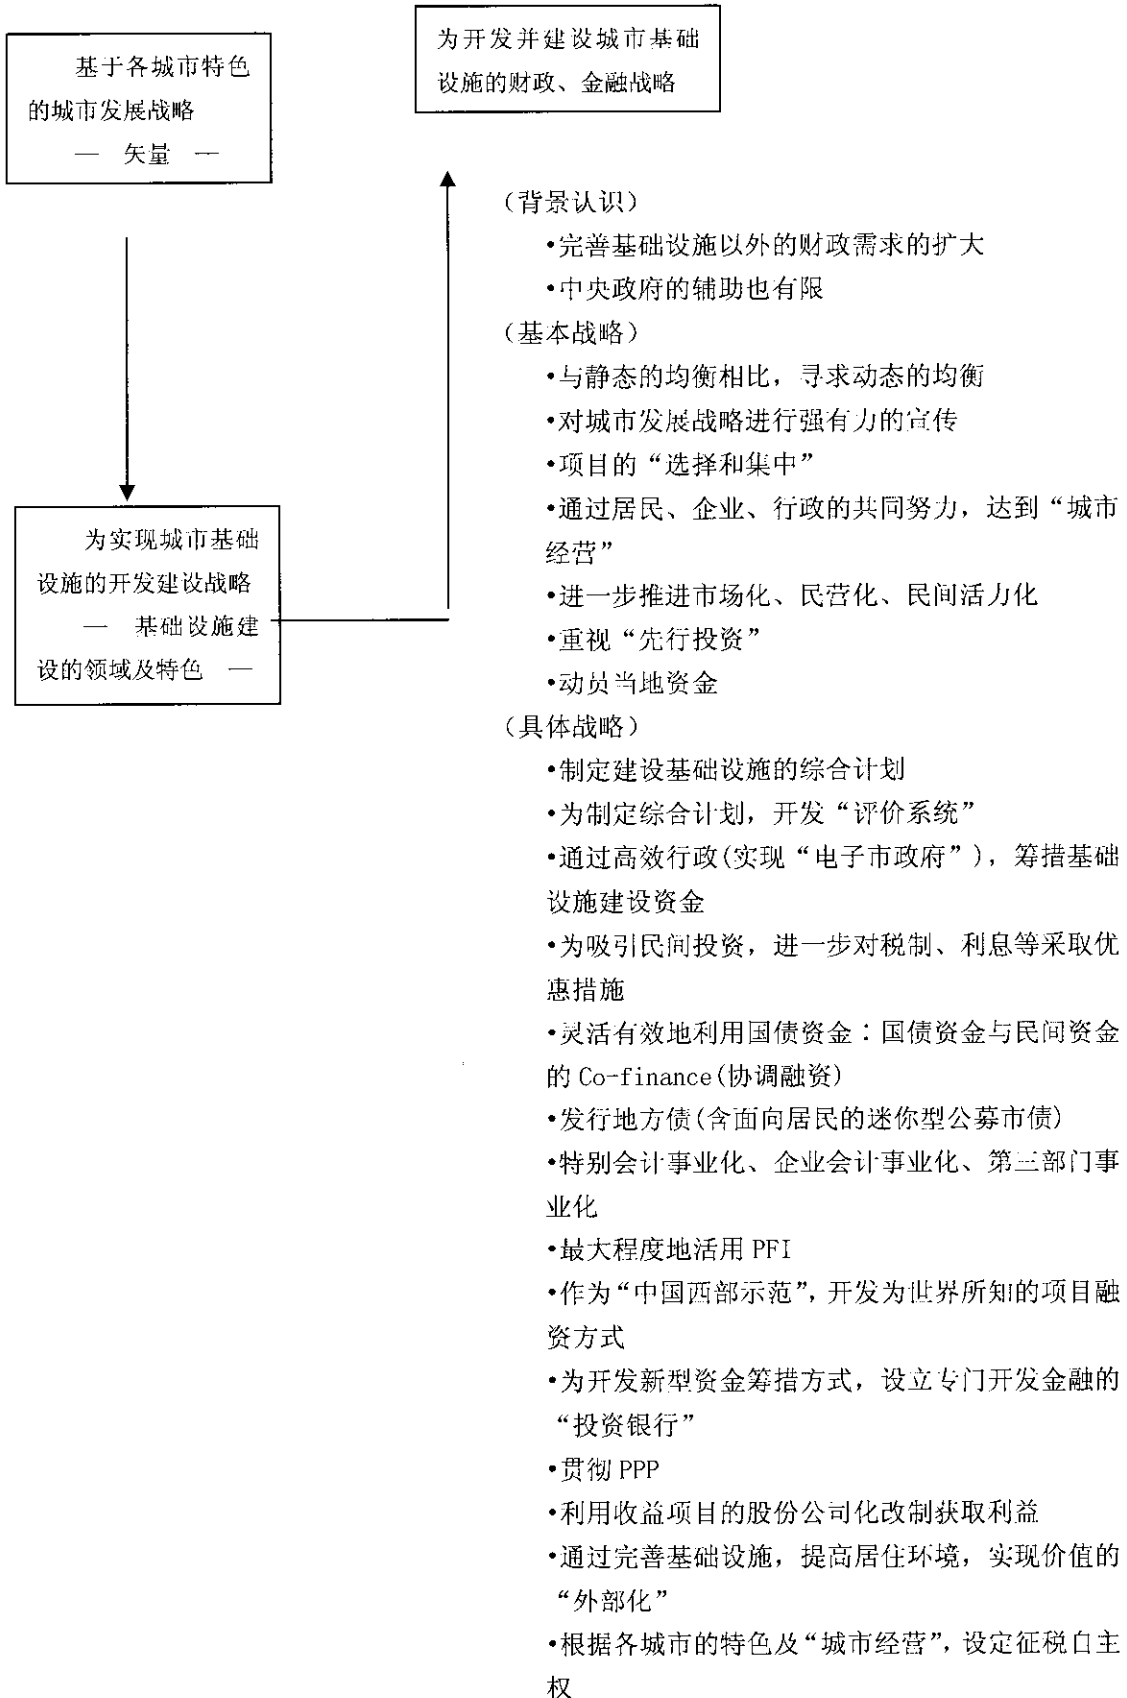 基于各城市特色
的城市发展战略
— 矢量 —
为开发并建设城市基础
设施的财政、金融战略
为实现城市基础
设施的开发建设战略
— 基础设施建
设的领域及特色 —
（背景认识）
•完善基础设施以外的财政需求的扩大
•中央政府的辅助也有限
（基本战略）
•与静态的均衡相比，寻求动态的均衡
•对城市发展战略进行强有力的宣传
•项目的“选择和集中”
•通过居民、企业、行政的共同努力，达到“城市
经营”
•进一步推进市场化、民营化、民间活力化
•重视“先行投资”
•动员当地资金
（具体战略）
•制定建设基础设施的综合计划
•为制定综合计划，开发“评价系统”
•通过高效行政(实现“电子市政府”)，筹措基础
设施建设资金
•为吸引民间投资，进一步对税制、利息等采取优
惠措施
•灵活有效地利用国债资金：国债资金与民间资金
的 Co-finance(协调融资)
•发行地方债(含面向居民的迷你型公募市债)
•特别会计事业化、企业会计事业化、第三部门事
业化
•最大程度地活用 PFI
•作为“中国西部示范”，开发为世界所知的项目融
资方式
•为开发新型资金筹措方式，设立专门开发金融的
“投资银行”
•贯彻 PPP
•利用收益项目的股份公司化改制获取利益
•通过完善基础设施，提高居住环境，实现价值的
“外部化”
•根据各城市的特色及“城市经营”，设定征税自主
权